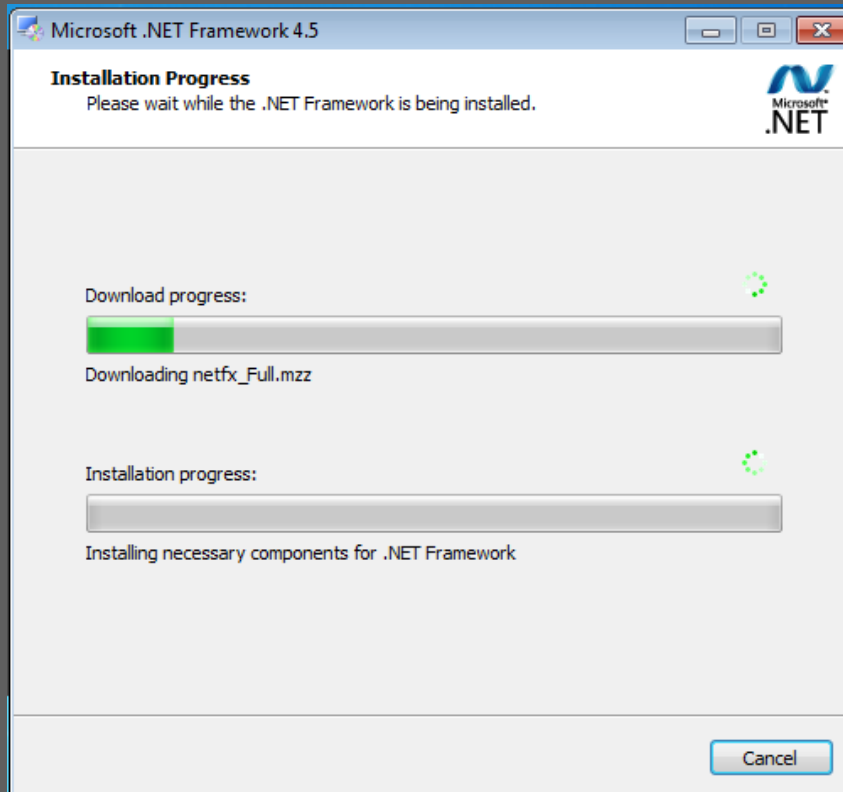 Microsoft .NET Framework 4.5
Installation Progress
Please wait while the .NET Framework is being installed.
Microsoft®
.NET
Download progress:
Downloading netfx_Full.mzz
Installation progress:
Installing necessary components for .NET Framework
Cancel